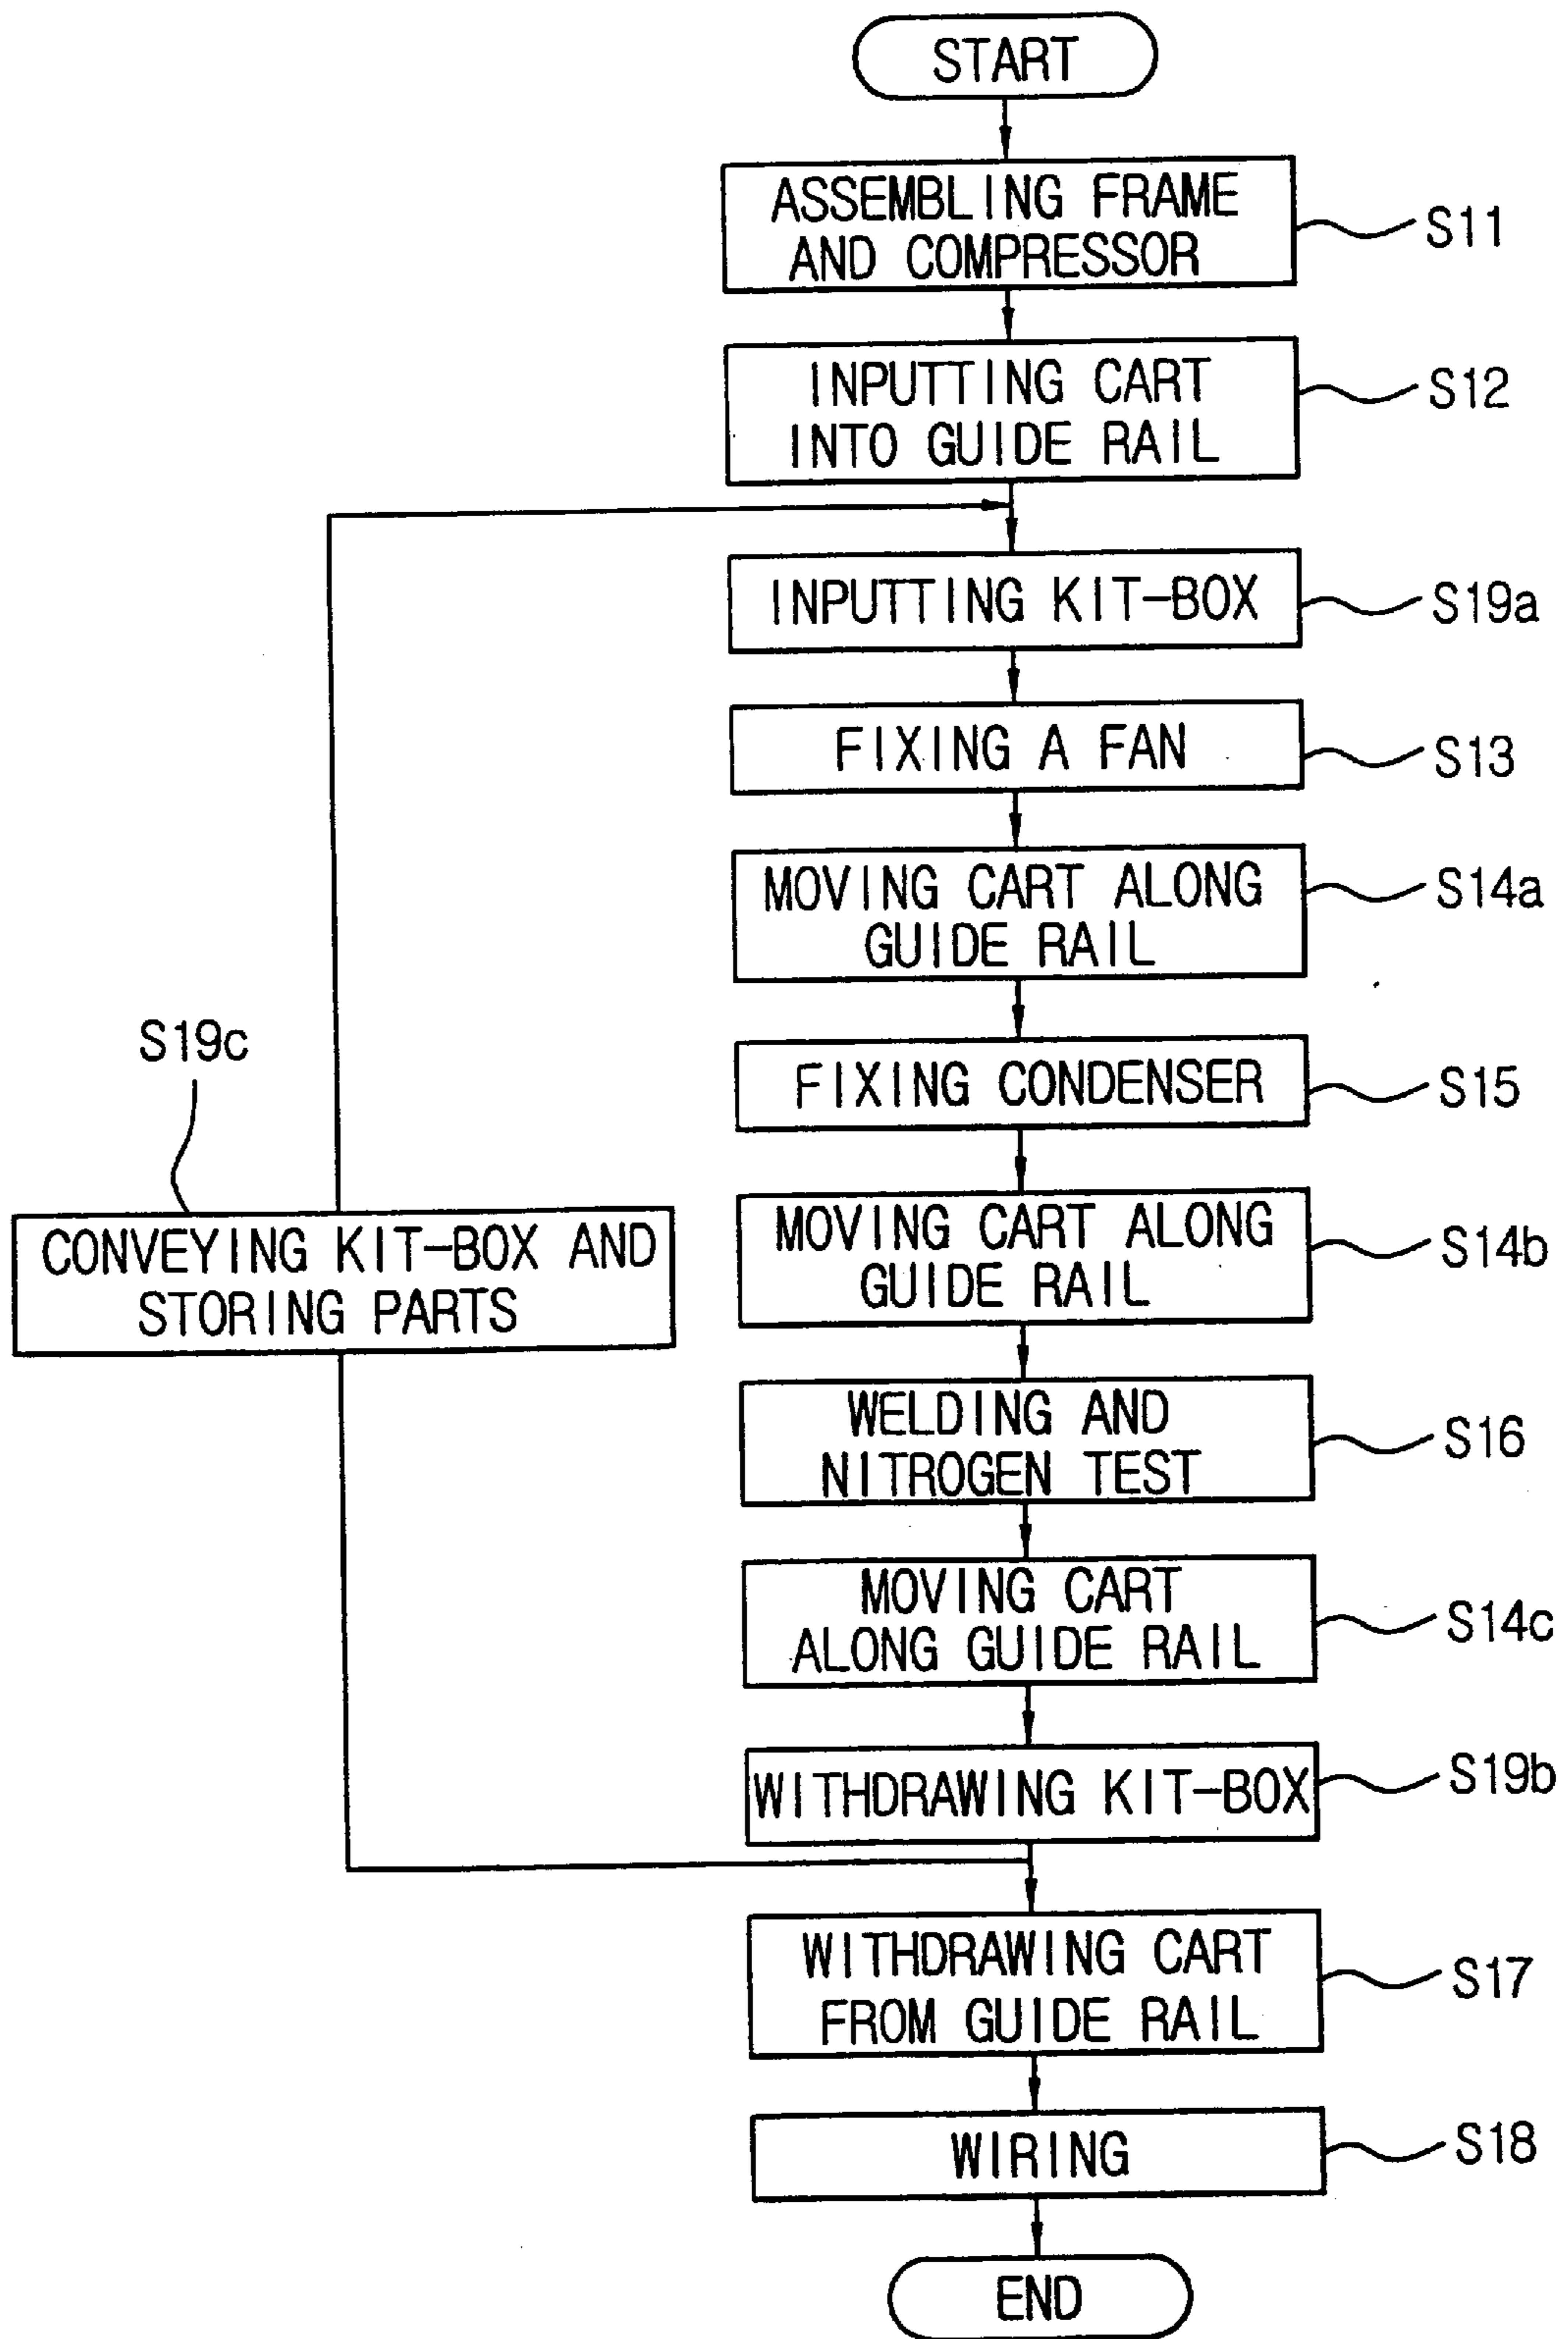 START
ASSEMBLING FRAME
AND COMPRESSOR
S11
INPUTTING CART
INTO GUIDE RAIL
S12
INPUTTING KIT-BOX
S19a
FIXING A FAN
S13
MOVING CART ALONG
GUIDE RAIL
S14a
FIXING CONDENSER
S15
S19c
CONVEYING KIT-BOX AND
STORING PARTS
MOVING CART ALONG
GUIDE RAIL
S14b
WELDING AND
NITROGEN TEST
S16
MOVING CART
ALONG GUIDE RAIL
S14c
WITHDRAWING KIT-BOX
S19b
WITHDRAWING CART
FROM GUIDE RAIL
S17
WIRING
S18
END